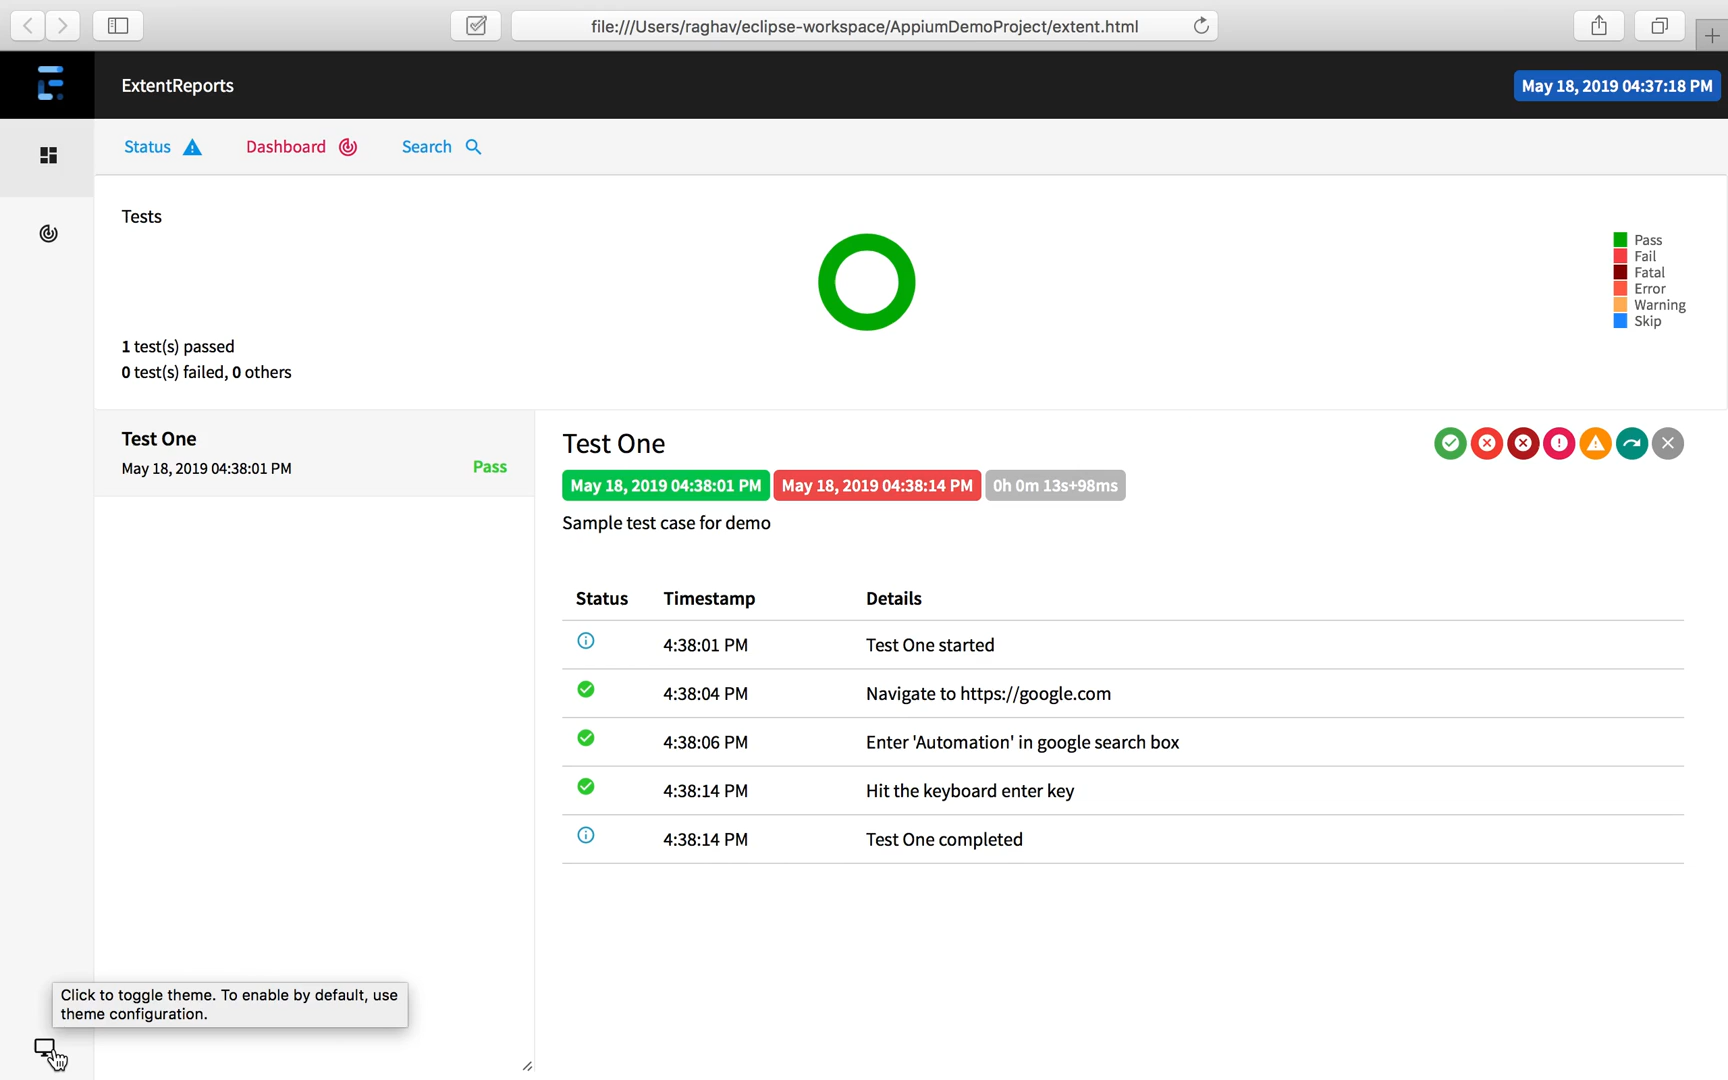 file:///Users/raghav/eclipse-workspace/AppiumDemoProject/extent.html
ExtentReports
May 18, 2019 04:37:18 PM
Status
Dashboard
Search
Tests
Pass
Fail
Fatal
Error
Warning
Skip
1 test(s) passed
0 test(s) failed, 0 others
Test One
May 18, 2019 04:38:01 PM
Pass
Test One
May 18, 2019 04:38:01 PM May 18, 2019 04:38:14 PM 0h 0m 13s+98ms
Sample test case for demo
Status Timestamp Details
4:38:01 PM Test One started
4:38:04 PM Navigate to https://google.com
4:38:06 PM Enter 'Automation' in google search box
4:38:14 PM Hit the keyboard enter key
4:38:14 PM Test One completed
Click to toggle theme. To enable by default, use
theme configuration.